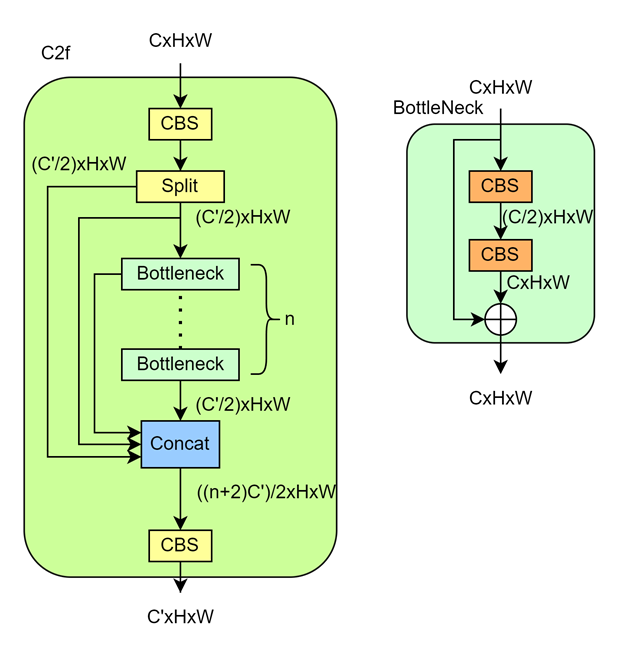 C2f
CxHxW
CBS
(C'/2)xHxW
Split
(C'/2)xHxW
Bottleneck
n
Bottleneck
(C'/2)xHxW
Concat
((n+2)C')/2xHxW
CBS
C'xHxW
CxHxW
BottleNeck
CBS
(C/2)xHxW
CBS
CxHxW
CxHxW